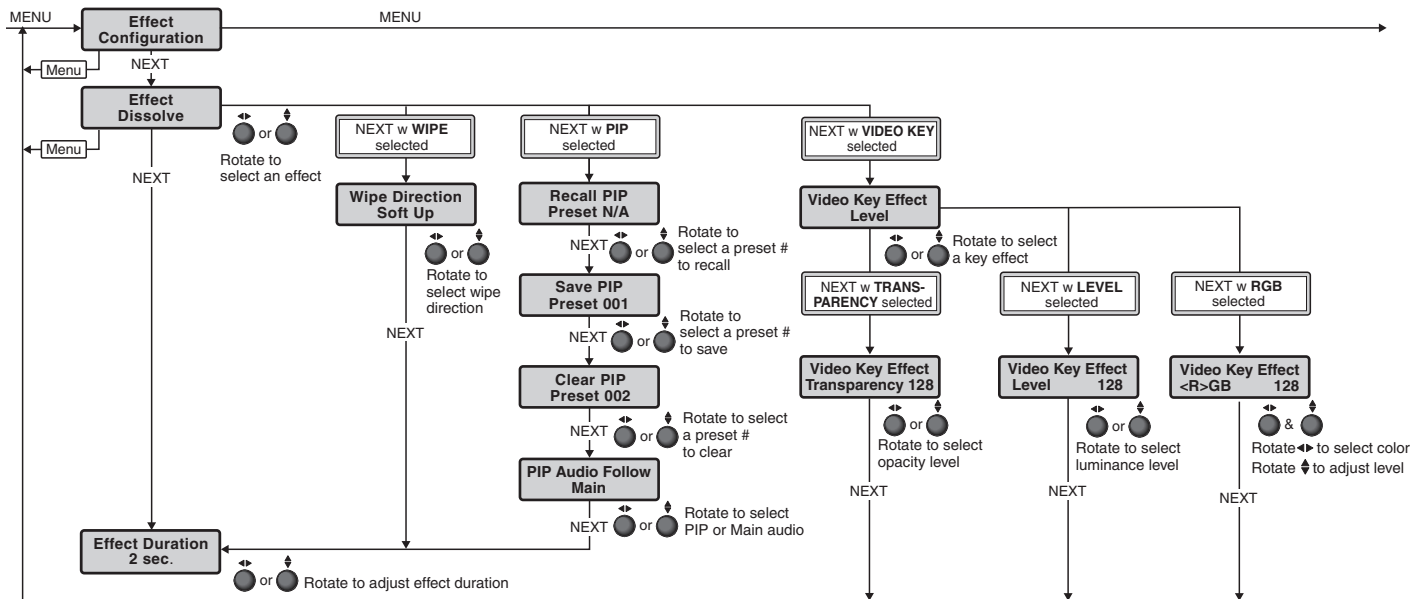 MENU
MENU
Effect
Configuration
Menu
NEXT
Effect
Dissolve
Menu
NEXT
or
Rotate to
select an effect
NEXT w WIPE
selected
Wipe Direction
Soft Up
or
Rotate to
select wipe
direction
NEXT
NEXT w PIP
selected
Recall PIP
Preset N/A
NEXT
or
Rotate to
select a preset #
to recall
Save PIP
Preset 001
NEXT
or
Rotate to
select a preset #
to save
Clear PIP
Preset 002
NEXT
or
Rotate to select
a preset #
to clear
PIP Audio Follow
Main
NEXT
or
Rotate to select
PIP or Main audio
Effect Duration
2 sec.
or
Rotate to adjust effect duration
NEXT w VIDEO KEY
selected
Video Key Effect
Level
or
Rotate to select
a key effect
NEXT w TRANS-
PARENCY selected
Video Key Effect
Transparency 128
or
Rotate to select
opacity level
NEXT
NEXT w LEVEL
selected
Video Key Effect
Level 128
or
Rotate to select
luminance level
NEXT
NEXT w RGB
selected
Video Key Effect
<R>GB 128
&
Rotate to select color
Rotate to adjust level
NEXT